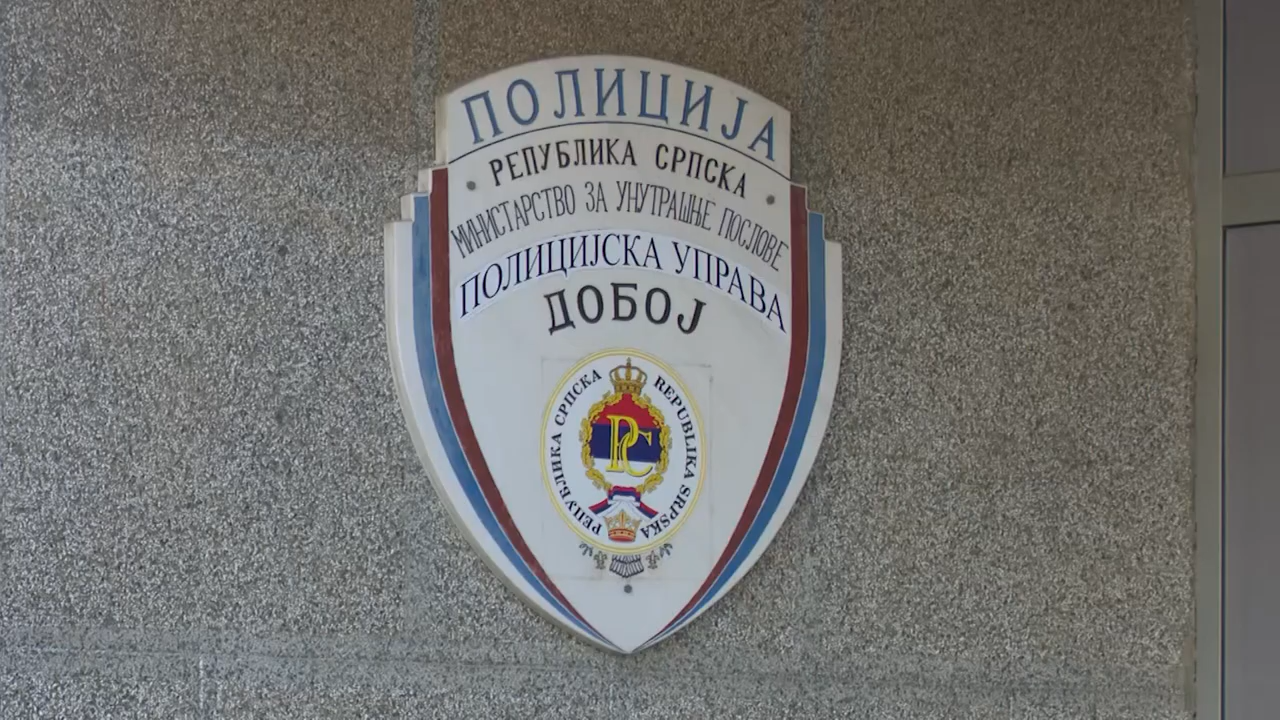 ПОЛИЦИЈА
РЕПУБЛИКА СРПСКА
МИНИСТАРСТВО ЗА УНУТРАШЊЕ ПОСЛОВЕ
ПОЛИЦИЈСКА УПРАВА
ДОБОЈ
РЕПУБЛИКА СРПСКА
REPUBLIKA SRPSKA
РС